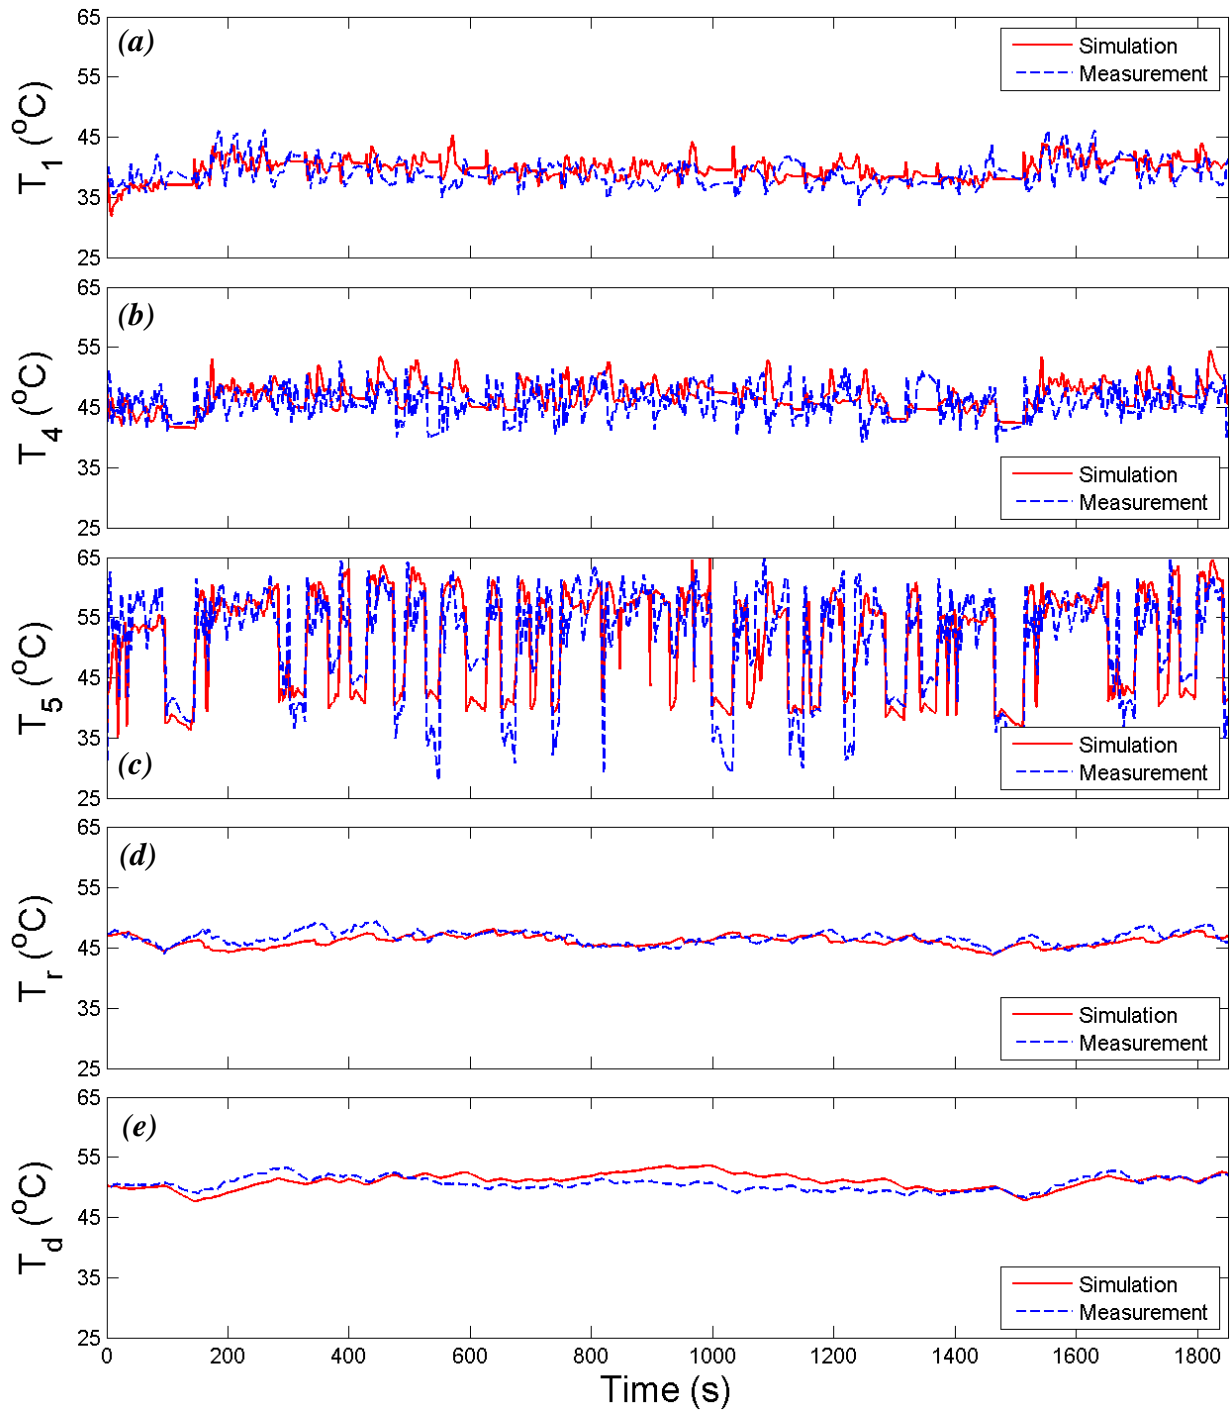 (a)
65
55
45
35
25
T1 (oC)
Simulation
Measurement
(b)
65
55
45
35
25
T4 (oC)
Simulation
Measurement
(c)
65
55
45
35
25
T5 (oC)
Simulation
Measurement
(d)
65
55
45
35
25
Tr (oC)
Simulation
Measurement
(e)
65
55
45
35
25
Td (oC)
Simulation
Measurement
0 200 400 600 800 1000 1200 1400 1600 1800
Time (s)